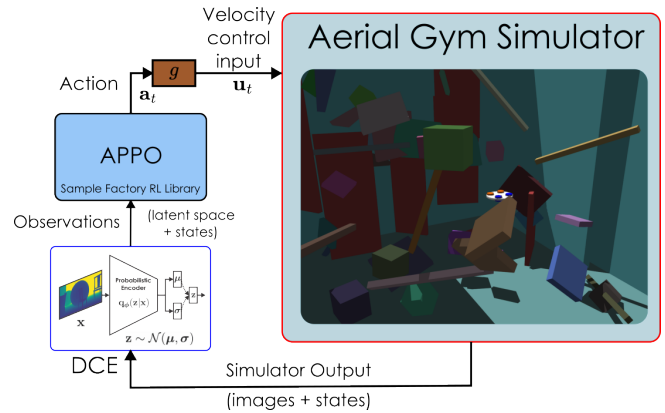 Velocity
control
input
u_t
Aerial Gym Simulator
g
Action
a_t
APPO
Sample Factory RL Library
Observations
(latent space
+ states)
Probabilistic
Encoder
q_ϕ(z|x)
μ
σ
z
x
z ∼ N(μ, σ)
DCE
Simulator Output
(images + states)